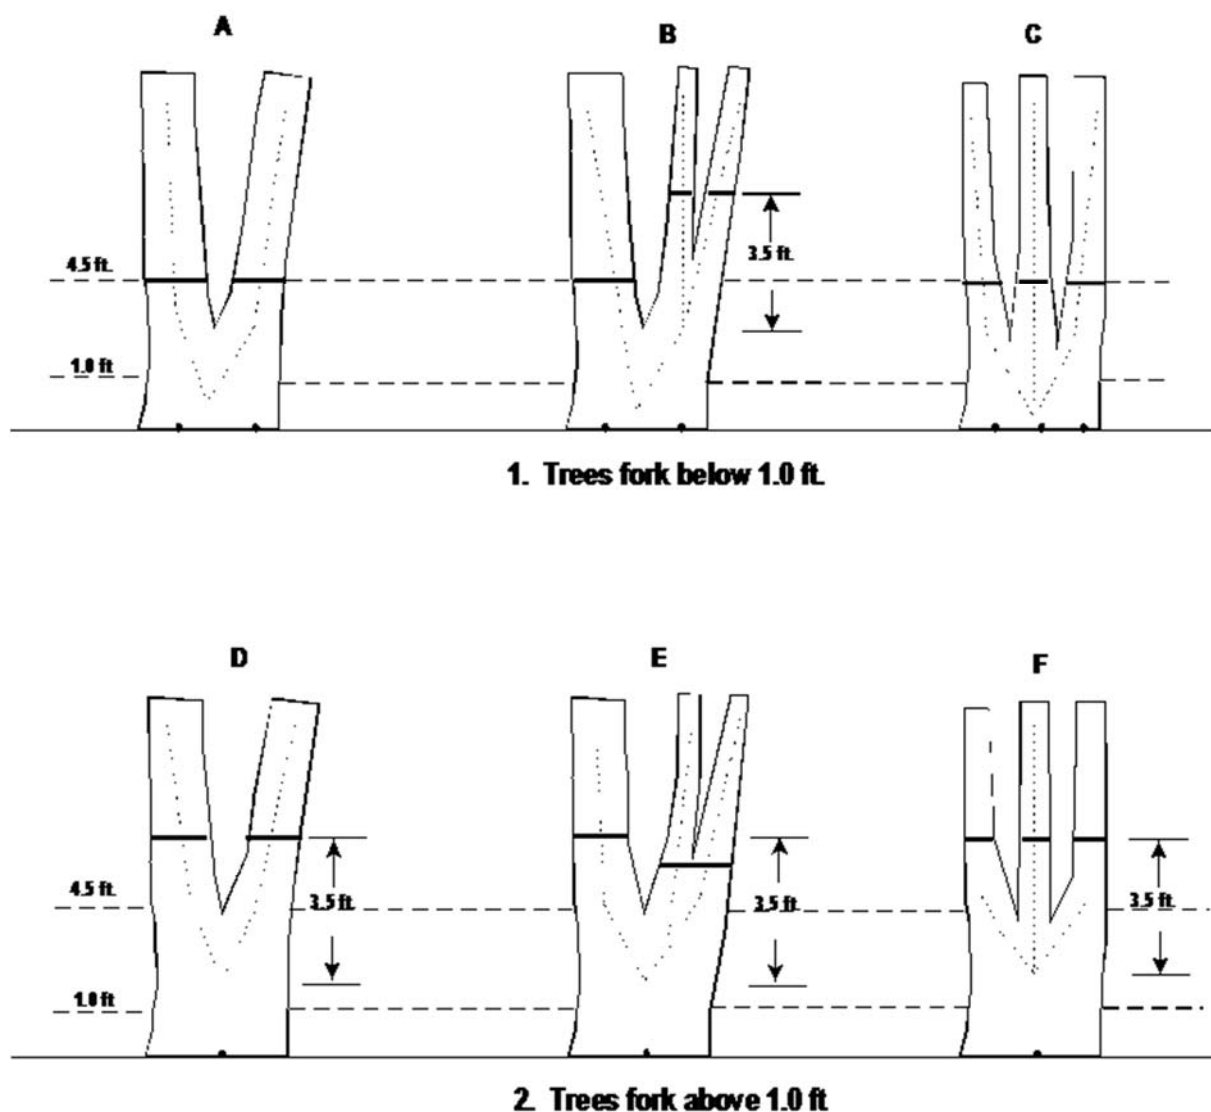 A B C
3.5 ft.
4.5 ft.
1.0 ft
1. Trees fork below 1.0 ft.
D E F
4.5 ft.
3.5 ft 3.5 ft 3.5 ft
1.0 ft
2. Trees fork above 1.0 ft